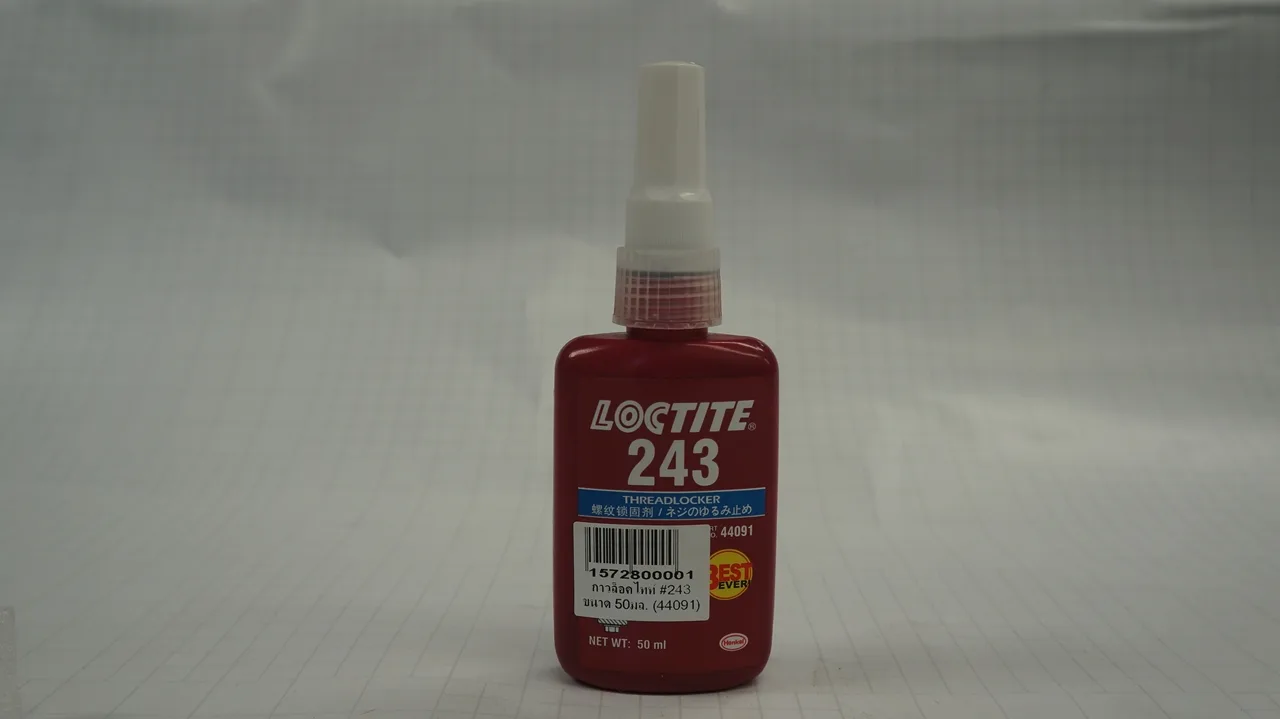 LOCTITE®
243
THREADLOCKER
螺纹锁固剂 / ネジのゆるみ止め
44091
BEST
EVER!
1572800001
กาวล็อคไทท์ #243
ขนาด 50มล. (44091)
NET WT: 50 ml
Henkel